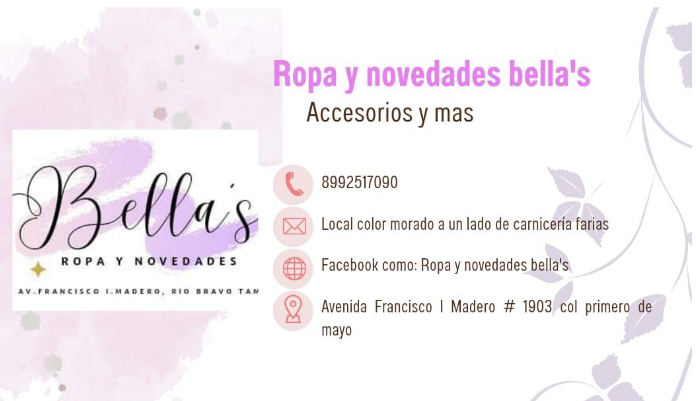 Ropa y novedades bella's
Accesorios y mas
Bella's
ROPA Y NOVEDADES
AV.FRANCISCO I.MADERO, RIO BRAVO TAM
8992517090
Local color morado a un lado de carnicería farias
Facebook como: Ropa y novedades bella's
Avenida Francisco I Madero # 1903 col primero de
mayo